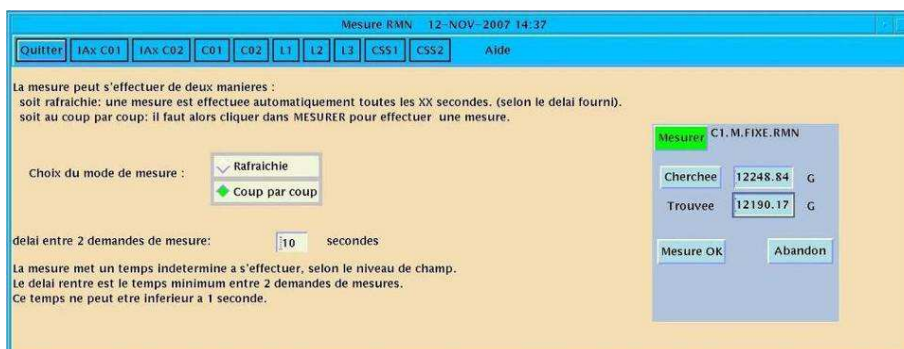 Mesure RMN 12-NOV-2007 14:37
Quitter IAx C01 IAx C02 C01 C02 L1 L2 L3 CSS1 CSS2 Aide
La mesure peut s'effectuer de deux manieres :
soit rafraichie: une mesure est effectuee automatiquement toutes les XX secondes. (selon le delai fourni).
soit au coup par coup: il faut alors cliquer dans MESURER pour effectuer une mesure.
Choix du mode de mesure :
Rafraichie
Coup par coup
delai entre 2 demandes de mesure: 10 secondes
La mesure met un temps indetermine a s'effectuer, selon le niveau de champ.
Le delai rentre est le temps minimum entre 2 demandes de mesures.
Ce temps ne peut etre inferieur a 1 seconde.
Mesurer C1.M.FIXE.RMN
Cherchee 12248.84 G
Trouvee 12190.17 G
Mesure OK Abandon